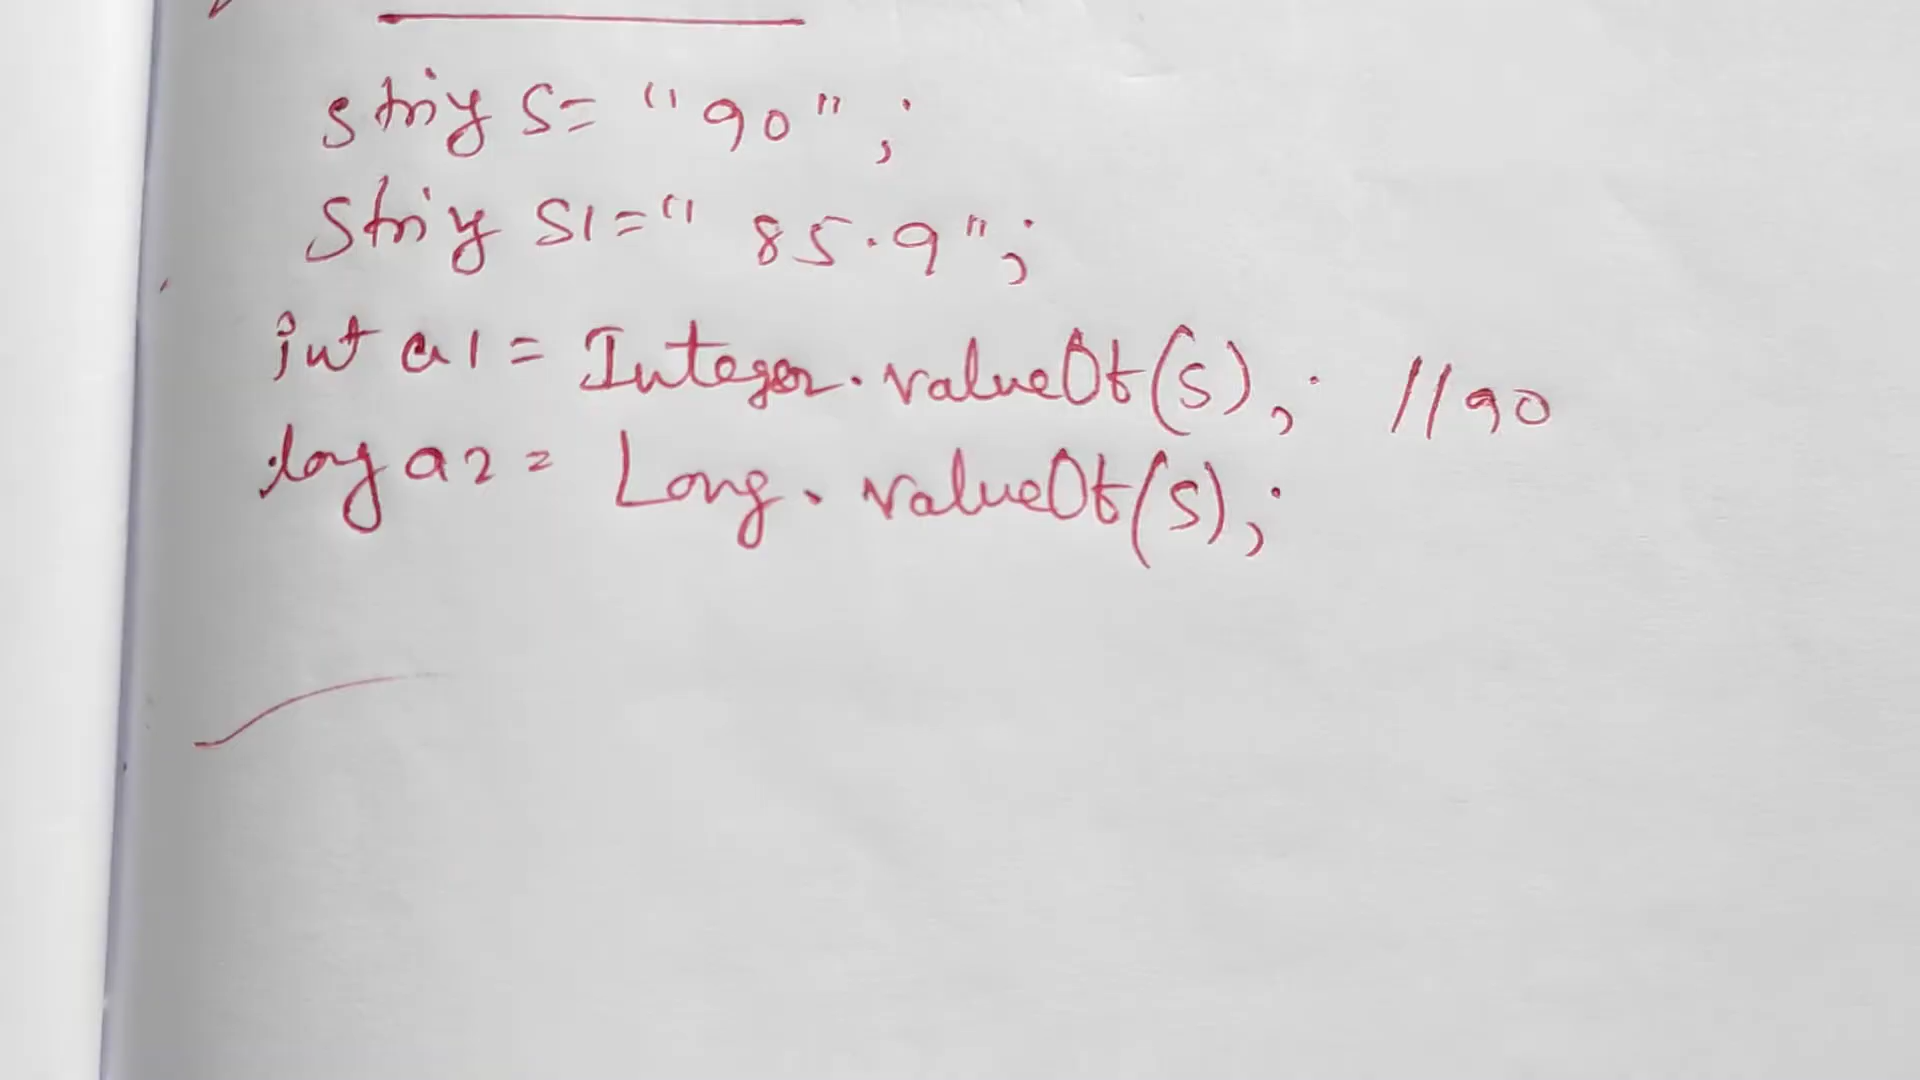 String S= "90";
String S1=" 85.9";
int a1= Integer.valueOf(S); //90
long a2= Long.valueOf(S);